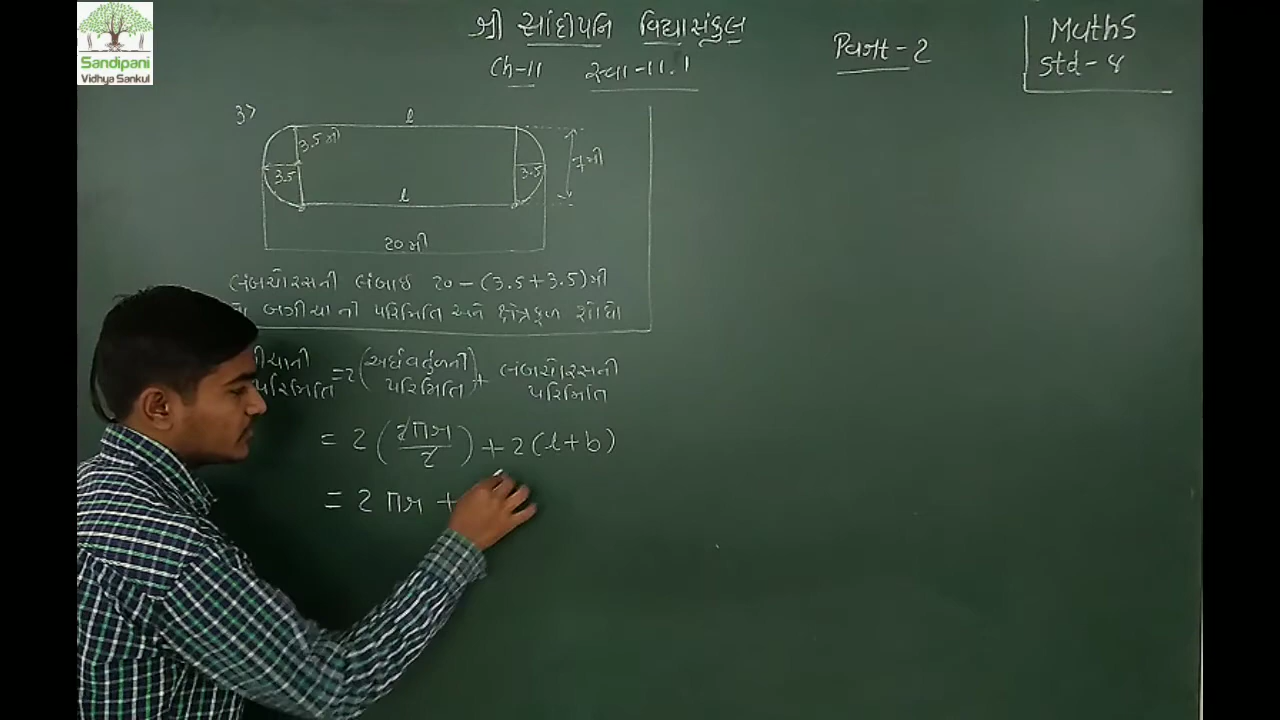 Sandipani
Vidhya Sankul
શ્રી સાંદીપનિ વિદ્યાસંકુલ
Ch-11 સ્વા-11.1
વિભાગ-2
Maths
Std-8
3>
l
3.5 મી
3.5
3.5
7મી
l
20 મી
લંબચોરસની લંબાઇ 20 - (3.5+3.5)મી
બગીચાની પરિમિતિ અને ક્ષેત્રફળ શોધો
= 2 (અર્ધવર્તુળની + લંબચોરસની
પરિમિતિ પરિમિતિ) પરિમિતિ
= 2 (2πr/2) + 2(l+b)
= 2πr +